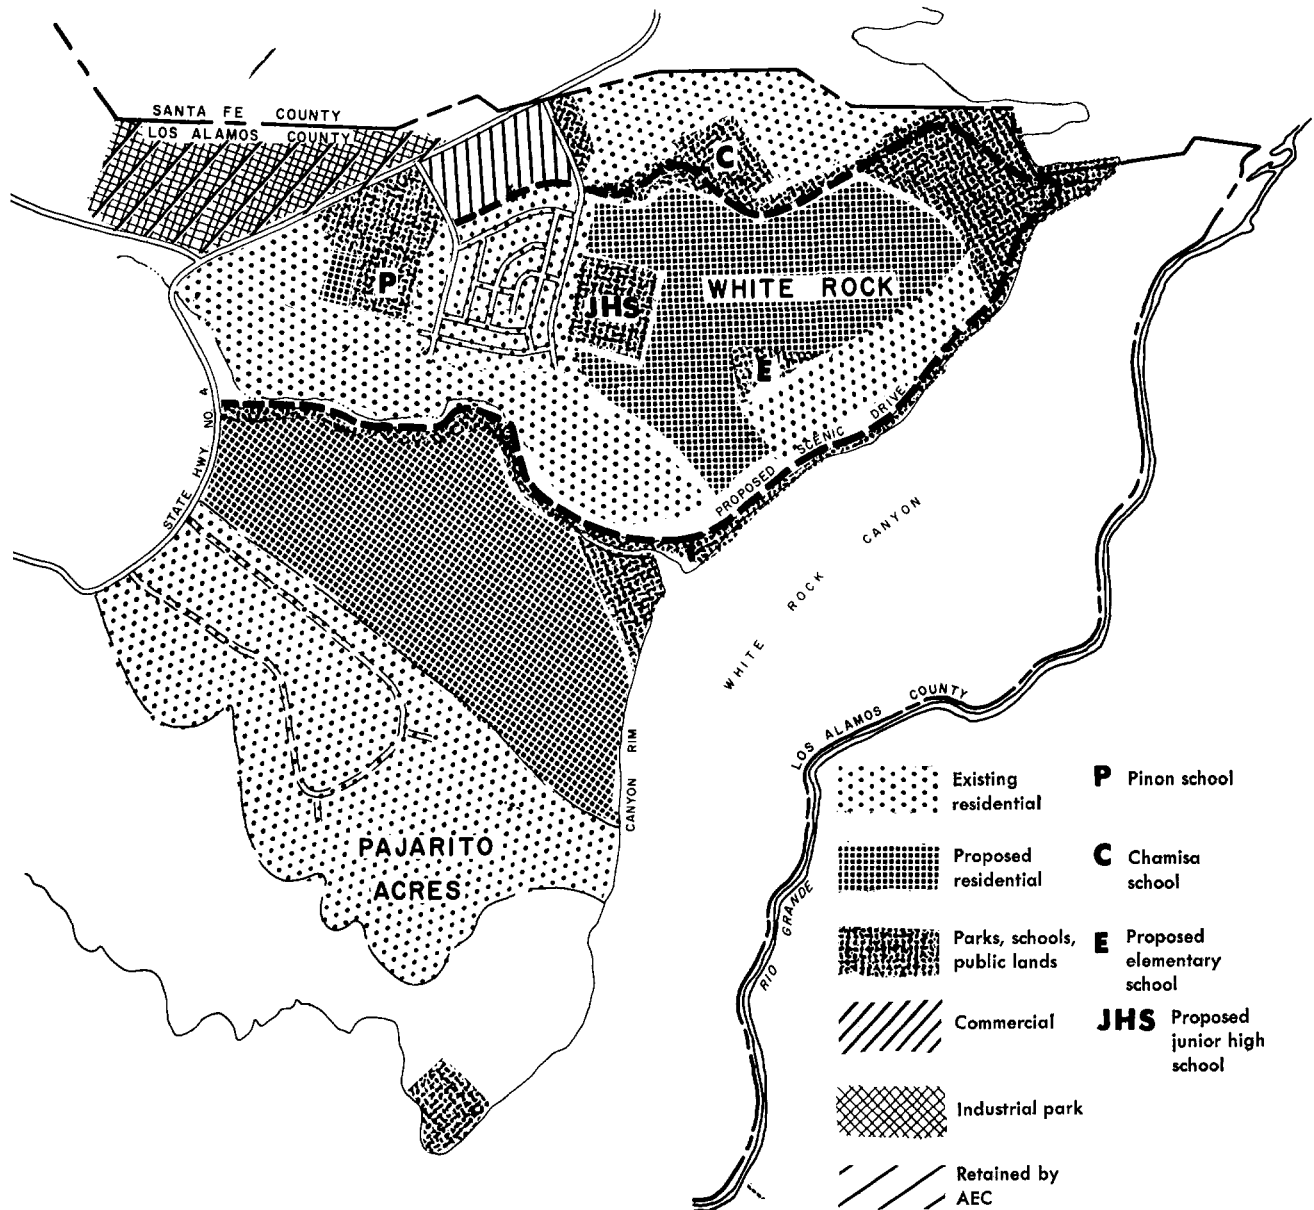 SANTA FE COUNTY
LOS ALAMOS COUNTY
C
P
JHS
WHITE ROCK
E
STATE HWY NO. 4
PROPOSED SCENIC DRIVE
WHITE ROCK CANYON
CANYON RIM
LOS ALAMOS COUNTY
RIO GRANDE
PAJARITO
ACRES
Existing
residential
Proposed
residential
Parks, schools,
public lands
Commercial
Industrial park
Retained by
AEC
P Pinon school
C Chamisa
school
E Proposed
elementary
school
JHS Proposed
junior high
school